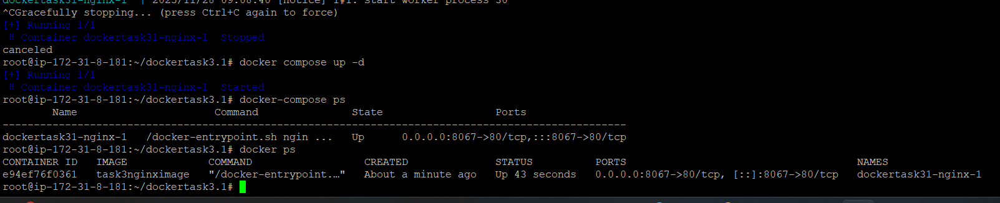 dockertask31-nginx-1  | 2025/11/28 09:08:40 [notice] 1#1: start worker process 30
^CGracefully stopping... (press Ctrl+C again to force)
[+] Running 1/1
 ⠿ Container dockertask31-nginx-1  Stopped
canceled
root@ip-172-31-8-181:~/dockertask3.1# docker compose up -d
[+] Running 1/1
 ⠿ Container dockertask31-nginx-1  Started
root@ip-172-31-8-181:~/dockertask3.1# docker-compose ps
        Name                      Command               State                  Ports
----------------------------------------------------------------------------------------------------
dockertask31-nginx-1   /docker-entrypoint.sh ngin ...   Up      0.0.0.0:8067->80/tcp,:::8067->80/tcp
root@ip-172-31-8-181:~/dockertask3.1# docker ps
CONTAINER ID   IMAGE             COMMAND                  CREATED              STATUS          PORTS                                     NAMES
e94ef76f0361   task3nginximage   "/docker-entrypoint.…"   About a minute ago   Up 43 seconds   0.0.0.0:8067->80/tcp, [::]:8067->80/tcp   dockertask31-nginx-1
root@ip-172-31-8-181:~/dockertask3.1#